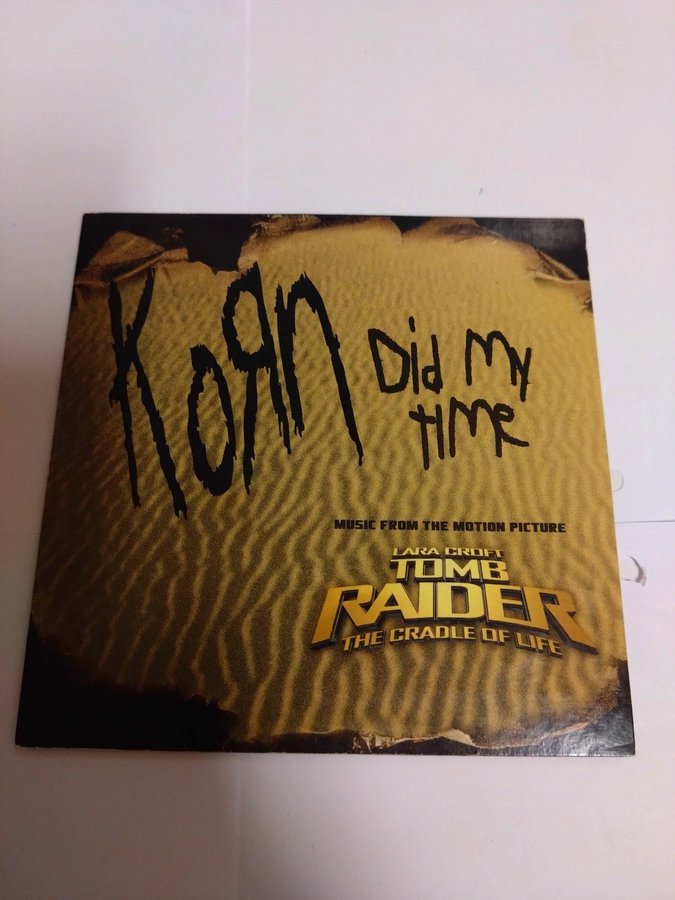 KoЯn
Did My
tiMe
MUSIC FROM THE MOTION PICTURE
LARA CROFT
TOMB
RAIDER
THE CRADLE OF LIFE